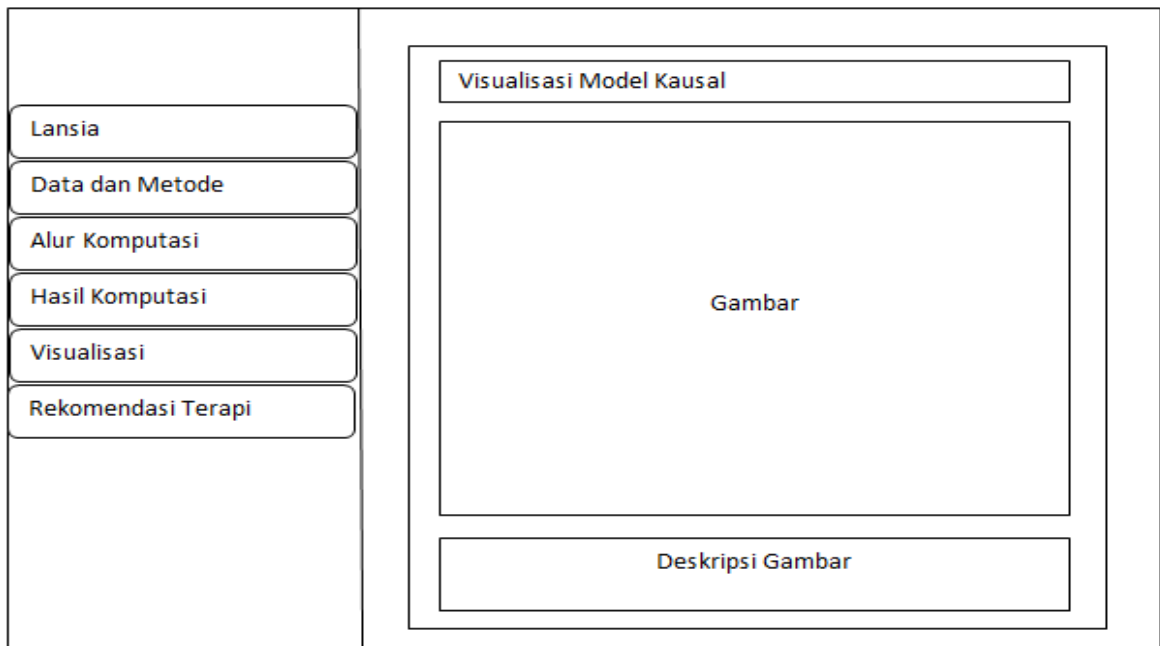 Lansia
Data dan Metode
Alur Komputasi
Hasil Komputasi
Visualisasi
Rekomendasi Terapi
Visualisasi Model Kausal
Gambar
Deskripsi Gambar